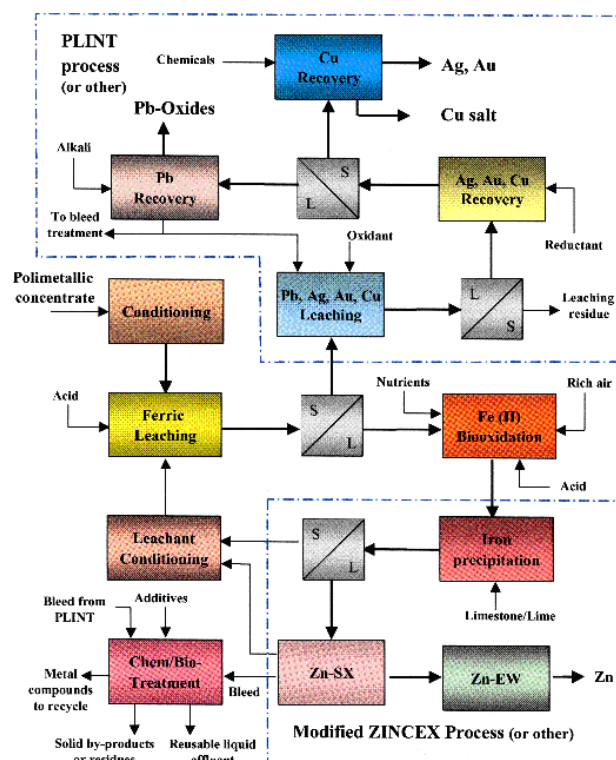 PLINT
process
(or other)
Chemicals
Cu
Recovery
Ag, Au
Cu salt
Pb-Oxides
Alkali
Pb
Recovery
S
L
Ag, Au, Cu
Recovery
To bleed
treatment
Oxidant
Reductant
Polimetallic
concentrate
Conditioning
Pb, Ag, Au, Cu
Leaching
L
S
Leaching
residue
Acid
Ferric
Leaching
S
L
Nutrients
Rich air
Fe (II)
Biooxidation
Acid
Leachant
Conditioning
S
L
Iron
precipitation
Limestone/Lime
Bleed from
PLINT
Additives
Chem/Bio-
Treatment
Metal
compounds
to recycle
Bleed
Zn-SX
Zn-EW
Zn
Solid by-products
or residues
Reusable liquid
effluent
Modified ZINCEX Process (or other)